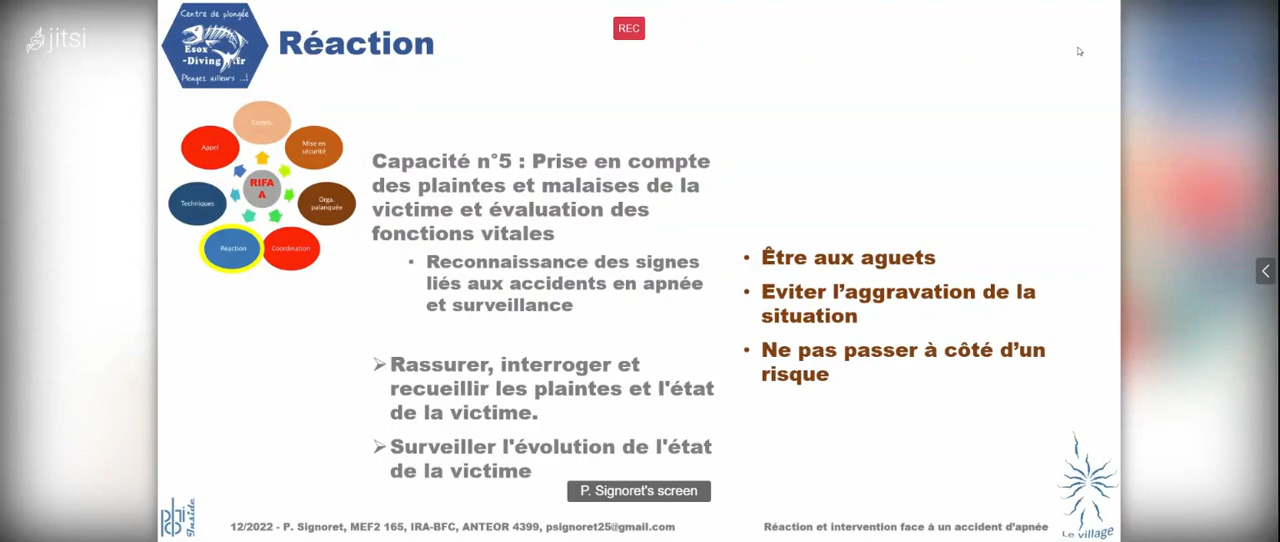 jitsi
REC
Centre de plongée
Esox
-Diving.fr
Plongez ailleurs ...!
Réaction
Comm.
Appel
Mise en
sécurité
RIFA
A
Techniques
Orga.
palanquée
Réaction
Coordination
Capacité n°5 : Prise en compte
des plaintes et malaises de la
victime et évaluation des
fonctions vitales
• Reconnaissance des signes
liés aux accidents en apnée
et surveillance
➢ Rassurer, interroger et
recueillir les plaintes et l'état
de la victime.
➢ Surveiller l'évolution de l'état
de la victime
• Être aux aguets
• Eviter l’aggravation de la
situation
• Ne pas passer à côté d’un
risque
P. Signoret's screen
Inside
12/2022 - P. Signoret, MEF2 165, IRA-BFC, ANTEOR 4399, psignoret25@gmail.com
Réaction et intervention face à un accident d’apnée
Le village